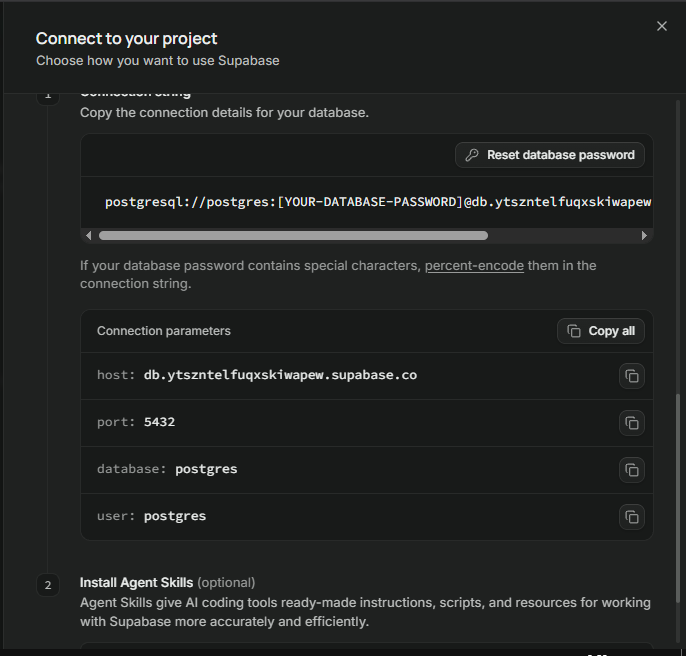 Connect to your project
Choose how you want to use Supabase
1 Connection string
Copy the connection details for your database.
Reset database password
postgresql://postgres:[YOUR-DATABASE-PASSWORD]@db.ytszntelfuqxskiwapew
If your database password contains special characters, percent-encode them in the
connection string.
Connection parameters
Copy all
host: db.ytszntelfuqxskiwapew.supabase.co
port: 5432
database: postgres
user: postgres
2 Install Agent Skills (optional)
Agent Skills give AI coding tools ready-made instructions, scripts, and resources for working
with Supabase more accurately and efficiently.